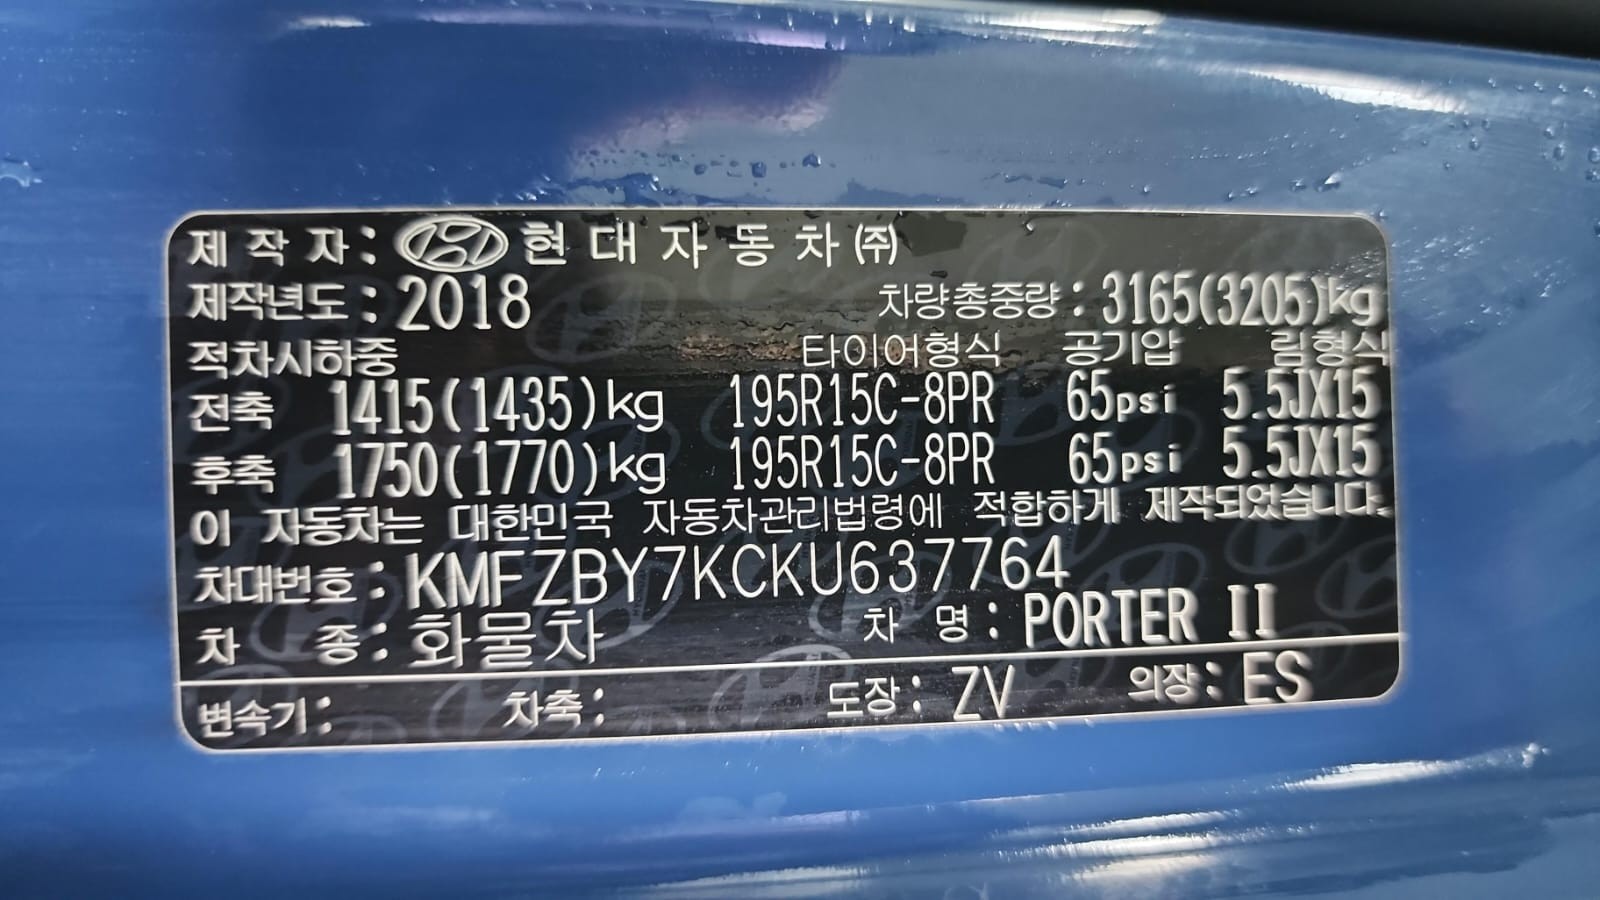 제 작 자 : 현 대 자 동 차 (주)
제작년도 : 2018 차량총중량 : 3165(3205)kg
적차시하중 타이어형식 공기압 림형식
전축 1415(1435)kg 195R15C-8PR 65psi 5.5JX15
후축 1750(1770)kg 195R15C-8PR 65psi 5.5JX15
이 자동차는 대한민국 자동차관리법령에 적합하게 제작되었습니다.
차대번호 : KMFZBY7KCKU637764
차 종 : 화물차 차 명 : PORTER II
변속기 : 차축 : 도장 : ZV 의장 : ES